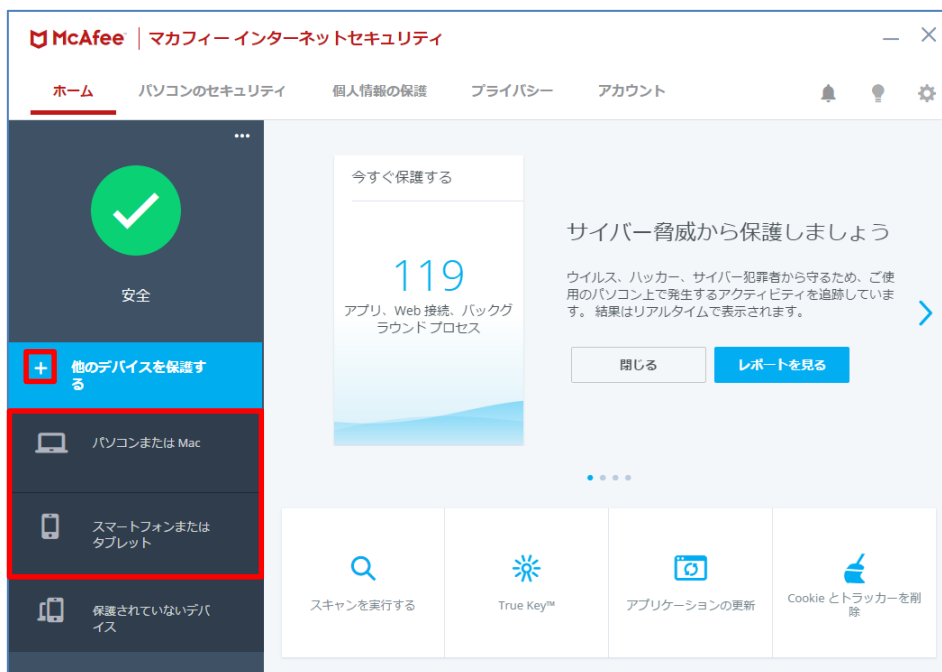 McAfee マカフィー インターネットセキュリティ
ホーム パソコンのセキュリティ 個人情報の保護 プライバシー アカウント
安全
他のデバイスを保護す
る
パソコンまたは Mac
スマートフォンまたは
タブレット
保護されていないデバ
イス
今すぐ保護する
119
アプリ、Web 接続、バックグ
ラウンド プロセス
サイバー脅威から保護しましょう
ウイルス、ハッカー、サイバー犯罪者から守るため、ご使
用のパソコン上で発生するアクティビティを追跡していま
す。結果はリアルタイムで表示されます。
閉じる レポートを見る
スキャンを実行する
True Key™
アプリケーションの更新
Cookie とトラッカーを削
除